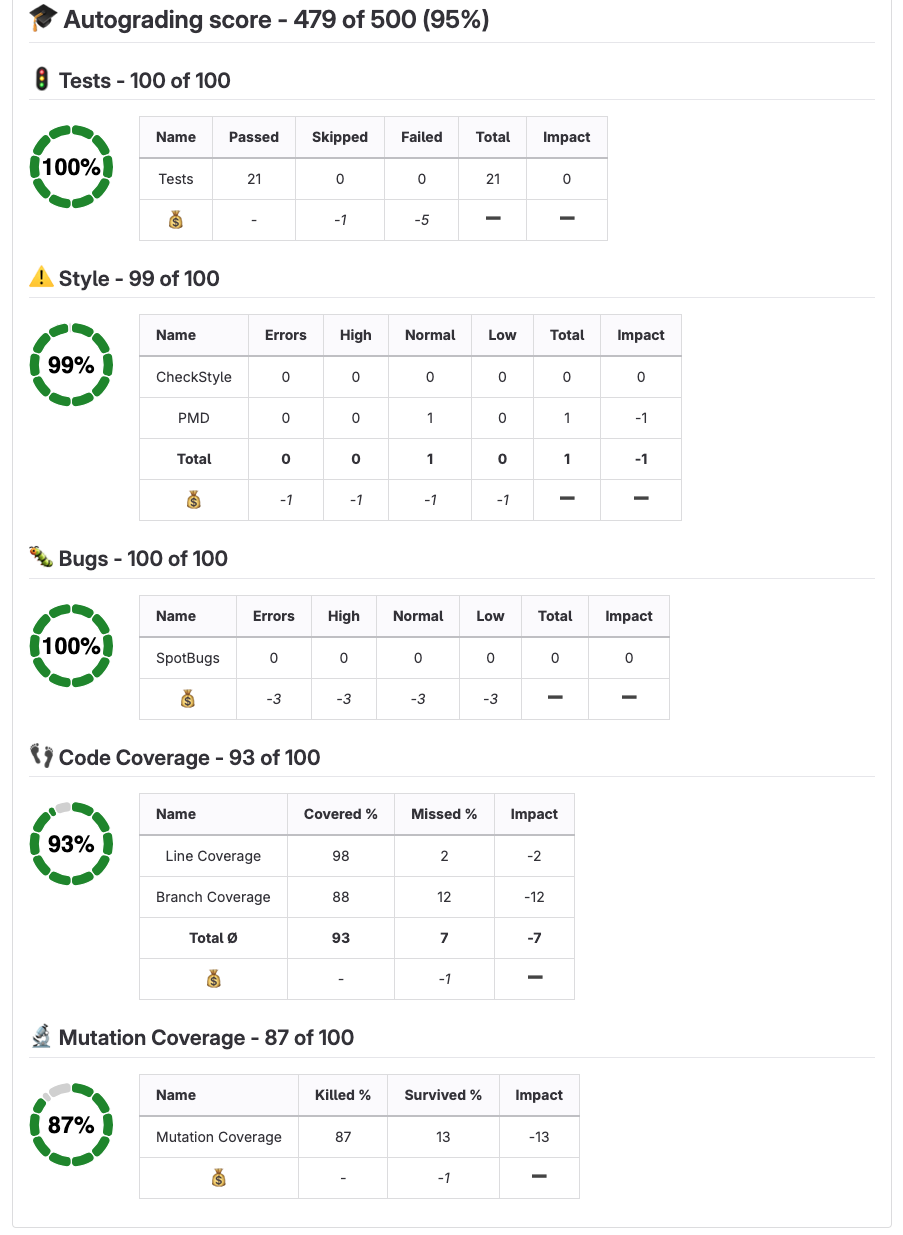 🎓 Autograding score - 479 of 500 (95%)
🚦 Tests - 100 of 100
100%
Name Passed Skipped Failed Total Impact
Tests 21 0 0 21 0
💰 - -1 -5 ➖ ➖
⚠️ Style - 99 of 100
99%
Name Errors High Normal Low Total Impact
CheckStyle 0 0 0 0 0 0
PMD 0 0 1 0 1 -1
Total 0 0 1 0 1 -1
💰 -1 -1 -1 -1 ➖ ➖
🐛 Bugs - 100 of 100
100%
Name Errors High Normal Low Total Impact
SpotBugs 0 0 0 0 0 0
💰 -3 -3 -3 -3 ➖ ➖
👣 Code Coverage - 93 of 100
93%
Name Covered % Missed % Impact
Line Coverage 98 2 -2
Branch Coverage 88 12 -12
Total Ø 93 7 -7
💰 - -1 ➖
🔬 Mutation Coverage - 87 of 100
87%
Name Killed % Survived % Impact
Mutation Coverage 87 13 -13
💰 - -1 ➖